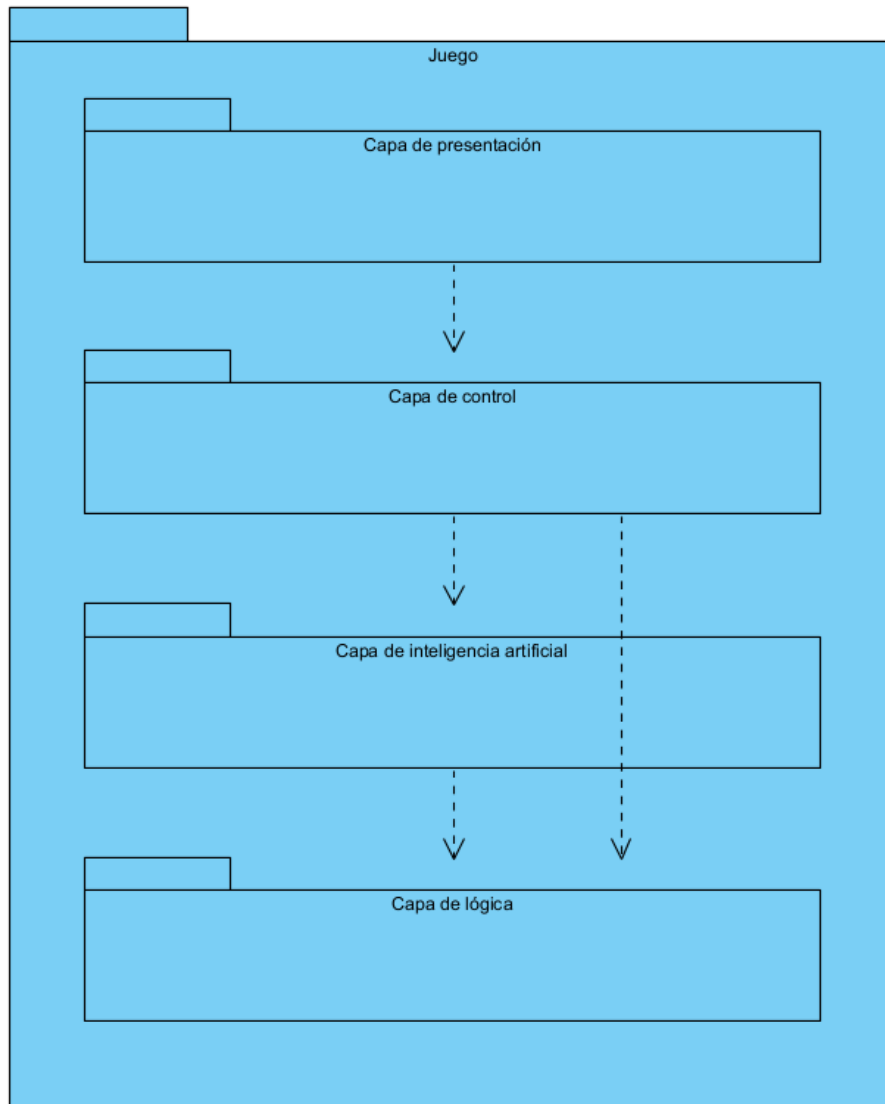 Juego
Capa de presentación
Capa de control
Capa de inteligencia artificial
Capa de lógica